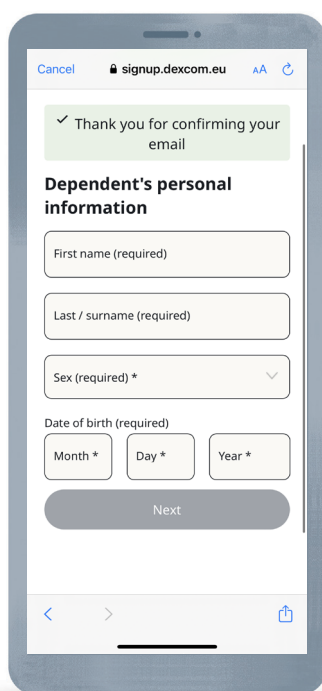 Cancel signup.dexcom.eu AA
✓ Thank you for confirming your
email
Dependent's personal
information
First name (required)
Last / surname (required)
Sex (required) *
Date of birth (required)
Month * Day * Year *
Next